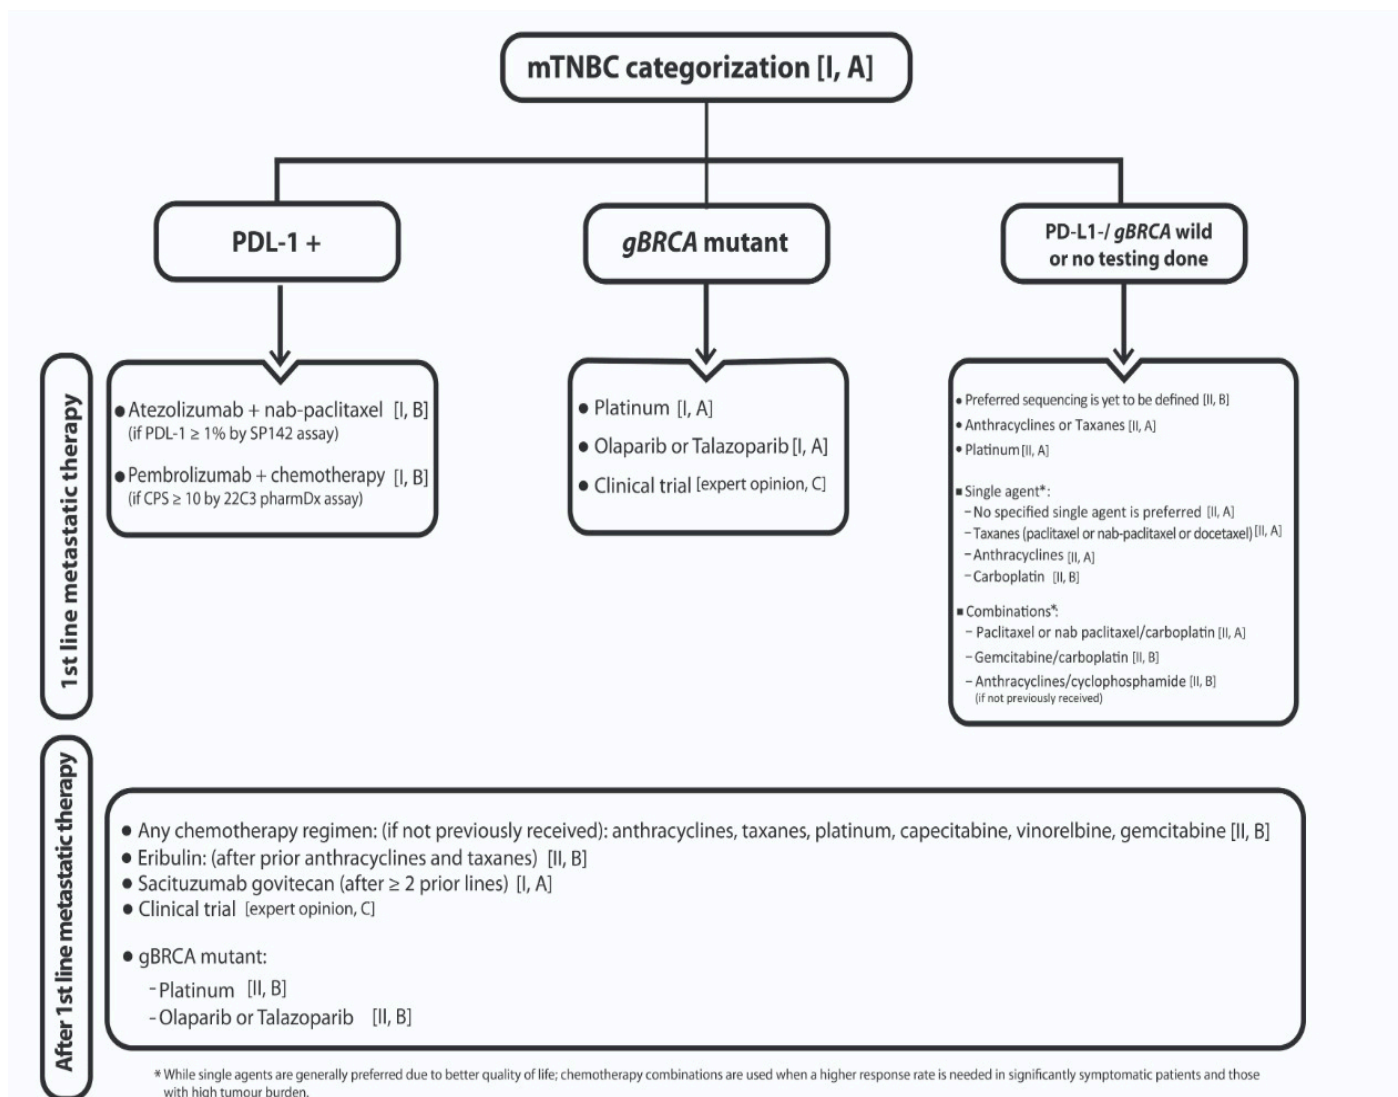 mTNBC categorization [I, A]
PDL-1 +
gBRCA mutant
PD-L1-/ gBRCA wild
or no testing done
1st line metastatic therapy
● Atezolizumab + nab-paclitaxel [I, B]
(if PDL-1 ≥ 1% by SP142 assay)
● Pembrolizumab + chemotherapy [I, B]
(if CPS ≥ 10 by 22C3 pharmDx assay)
● Platinum [I, A]
● Olaparib or Talazoparib [I, A]
● Clinical trial [expert opinion, C]
● Preferred sequencing is yet to be defined [II, B]
● Anthracyclines or Taxanes [II, A]
● Platinum [II, A]
■ Single agent*:
– No specified single agent is preferred [II, A]
– Taxanes (paclitaxel or nab-paclitaxel or docetaxel) [II, A]
– Anthracyclines [II, A]
– Carboplatin [II, B]
■ Combinations*:
– Paclitaxel or nab paclitaxel/carboplatin [II, A]
– Gemcitabine/carboplatin [II, B]
– Anthracyclines/cyclophosphamide [II, B]
(if not previously received)
After 1st line metastatic therapy
● Any chemotherapy regimen: (if not previously received): anthracyclines, taxanes, platinum, capecitabine, vinorelbine, gemcitabine [II, B]
● Eribulin: (after prior anthracyclines and taxanes) [II, B]
● Sacituzumab govitecan (after ≥ 2 prior lines) [I, A]
● Clinical trial [expert opinion, C]
● gBRCA mutant:
- Platinum [II, B]
- Olaparib or Talazoparib [II, B]
* While single agents are generally preferred due to better quality of life; chemotherapy combinations are used when a higher response rate is needed in significantly symptomatic patients and those
with high tumour burden.